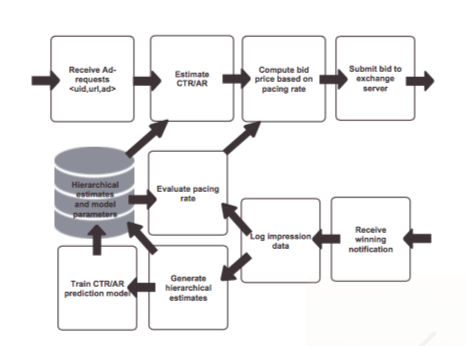 Receive Ad-
requests
<uid,url,ad>
Estimate
CTR/AR
Compute bid
price based on
pacing rate
Submit bid to
exchange
server
Hierarchical
estimates
and model
parameters
Evaluate pacing
rate
Log impression
data
Receive
winning
notification
Train CTR/AR
prediction model
Generate
hierarchical
estimates